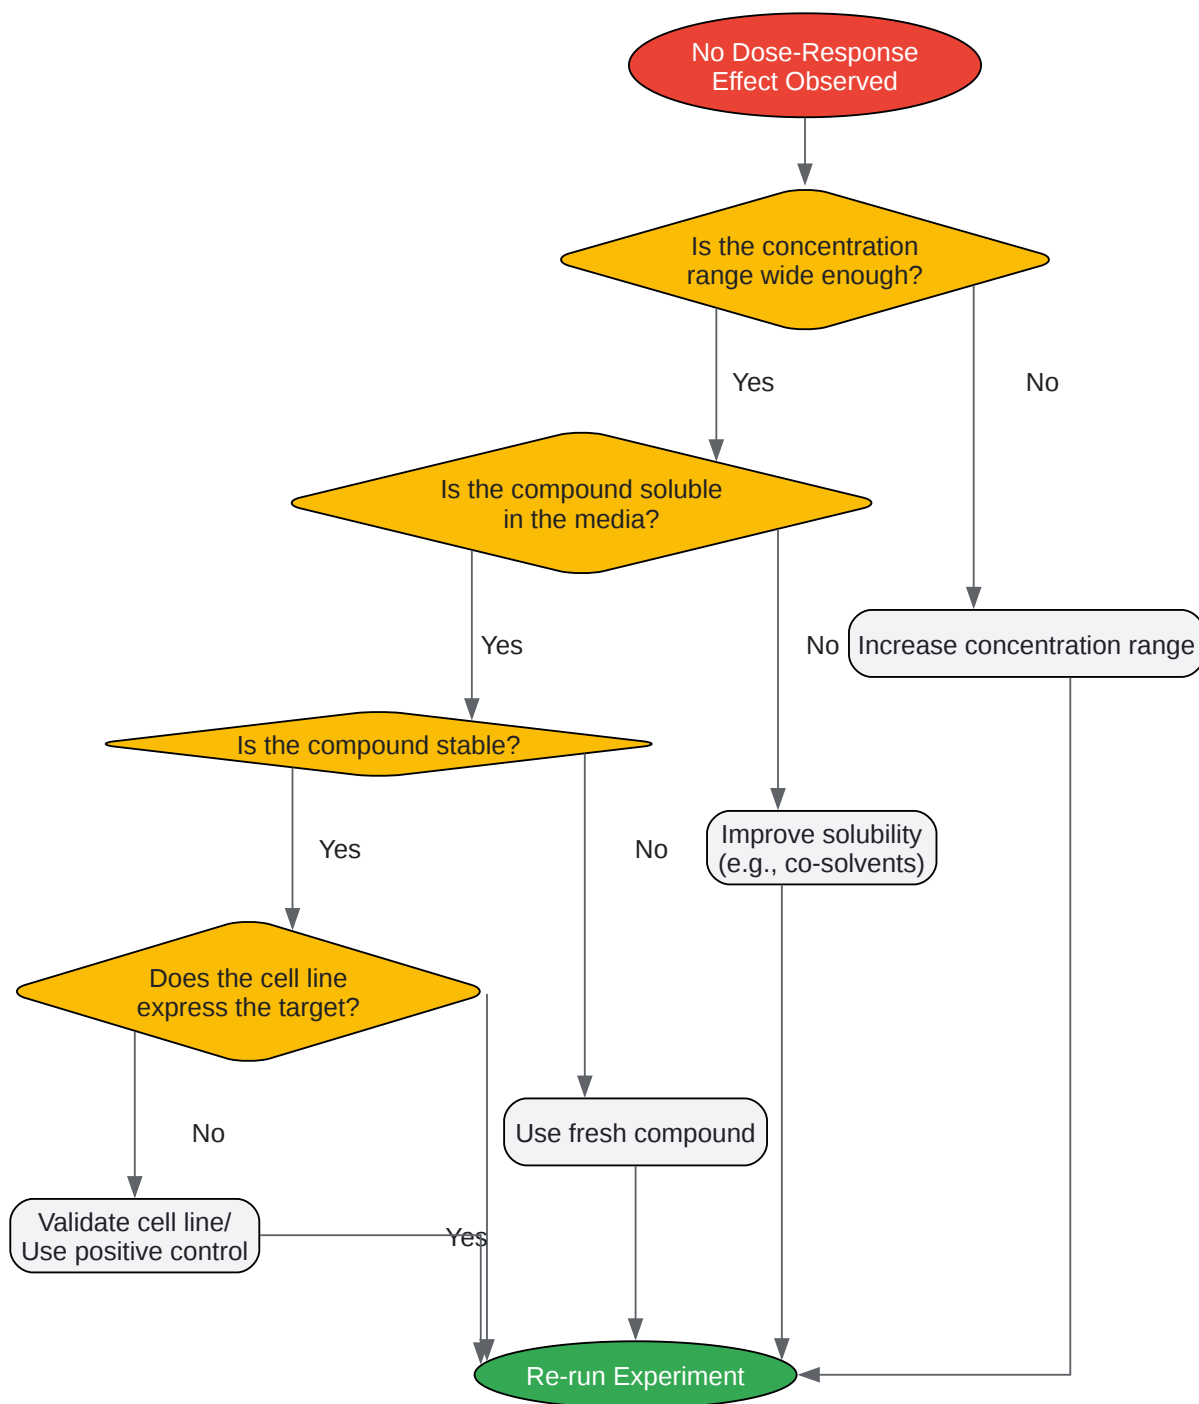 No Dose-Response
Effect Observed
Is the concentration
range wide enough?
Yes
No
Is the compound soluble
in the media?
Yes
No
Increase concentration range
Is the compound stable?
Yes
No
Improve solubility
(e.g., co-solvents)
Does the cell line
express the target?
No
Use fresh compound
Validate cell line/
Use positive control
Yes
Re-run Experiment